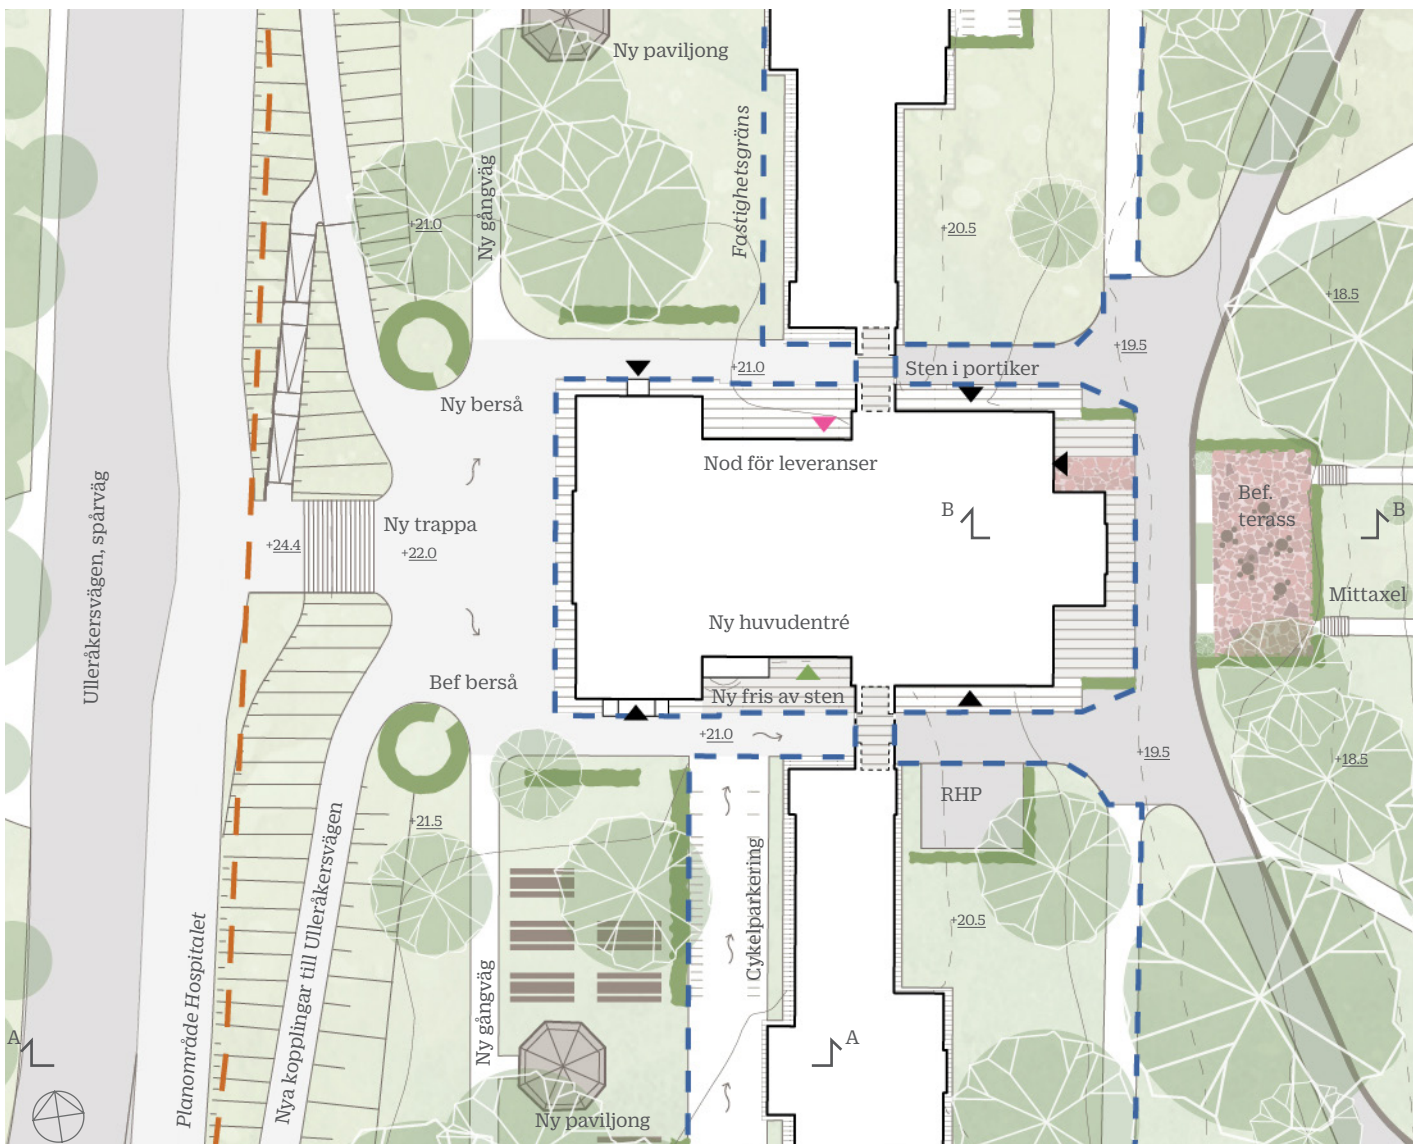 Ny paviljong
Fastighetsgräns
Ny gångväg
+21.0
+20.5
+18.5
+19.5
+21.0
Sten i portiker
Ny berså
Nod för leveranser
Ulleråkersvägen, spårväg
Ny trappa
+24.4
+22.0
B
Bef.
terass
B
Mittaxel
Ny huvudentré
Bef berså
Ny fris av sten
+21.0
+19.5
+18.5
RHP
+21.5
Cykelparkering
+20.5
Planområde Hospitalet
Nya kopplingar till Ulleråkersvägen
Ny gångväg
A
A
Ny paviljong